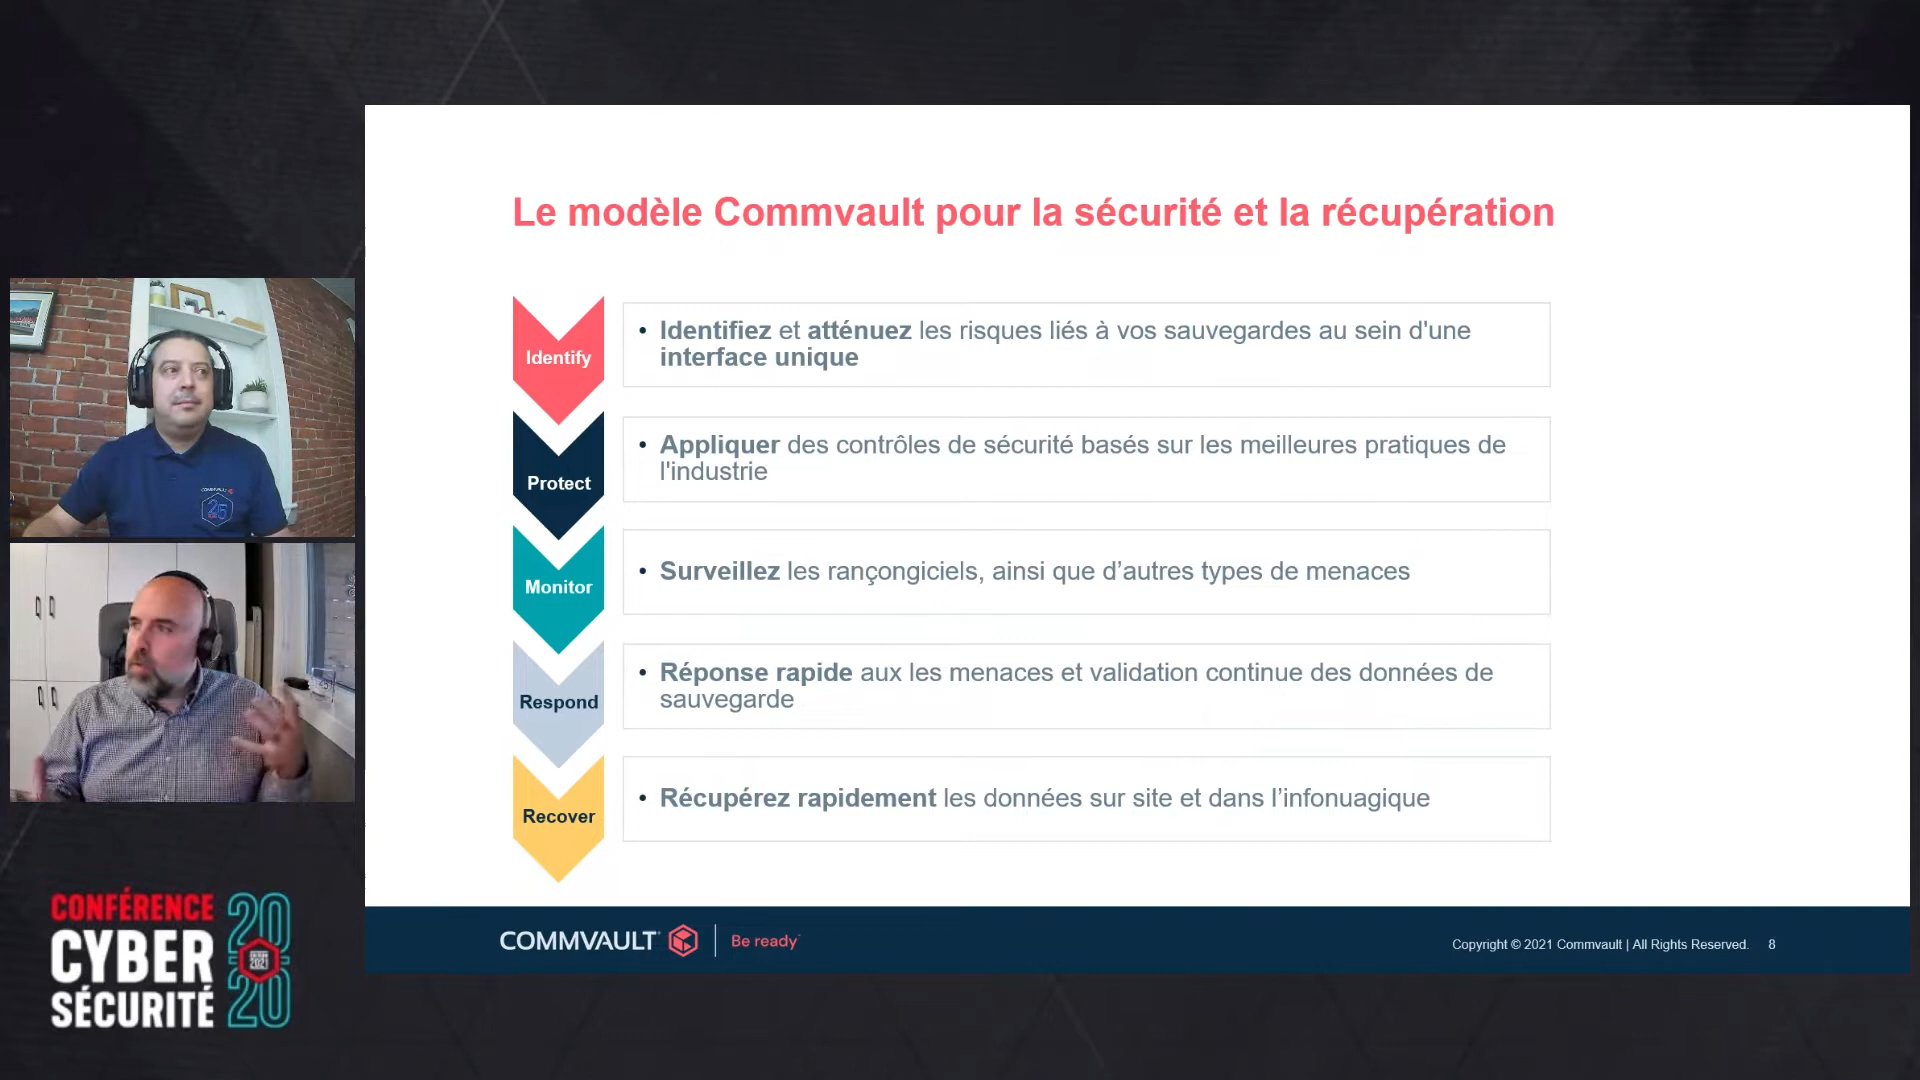 Le modèle Commvault pour la sécurité et la récupération
Identify
• Identifiez et atténuez les risques liés à vos sauvegardes au sein d'une
interface unique
Protect
• Appliquer des contrôles de sécurité basés sur les meilleures pratiques de
l'industrie
Monitor
• Surveillez les rançongiciels, ainsi que d’autres types de menaces
Respond
• Réponse rapide aux les menaces et validation continue des données de
sauvegarde
Recover
• Récupérez rapidement les données sur site et dans l’infonuagique
COMMVAULT
Be ready
Copyright © 2021 Commvault | All Rights Reserved.
8
COMMVAULT
25
CONFÉRENCE
CYBER
SÉCURITÉ
20
2021
20